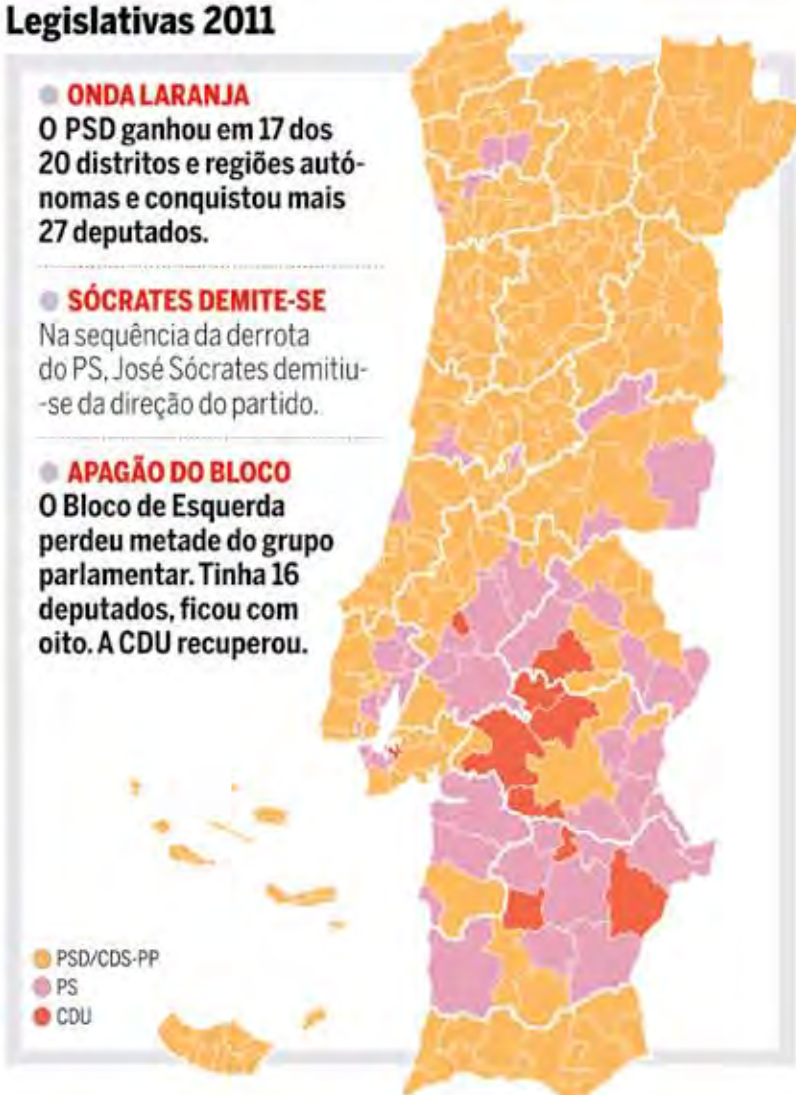 Legislativas 2011
ONDA LARANJA
O PSD ganhou em 17 dos
20 distritos e regiões autó-
nomas e conquistou mais
27 deputados.
SÓCRATES DEMITE-SE
Na sequência da derrota
do PS, José Sócrates demitiu-
-se da direção do partido.
APAGÃO DO BLOCO
O Bloco de Esquerda
perdeu metade do grupo
parlamentar. Tinha 16
deputados, ficou com
oito. A CDU recuperou.
PSD/CDS-PP
PS
CDU